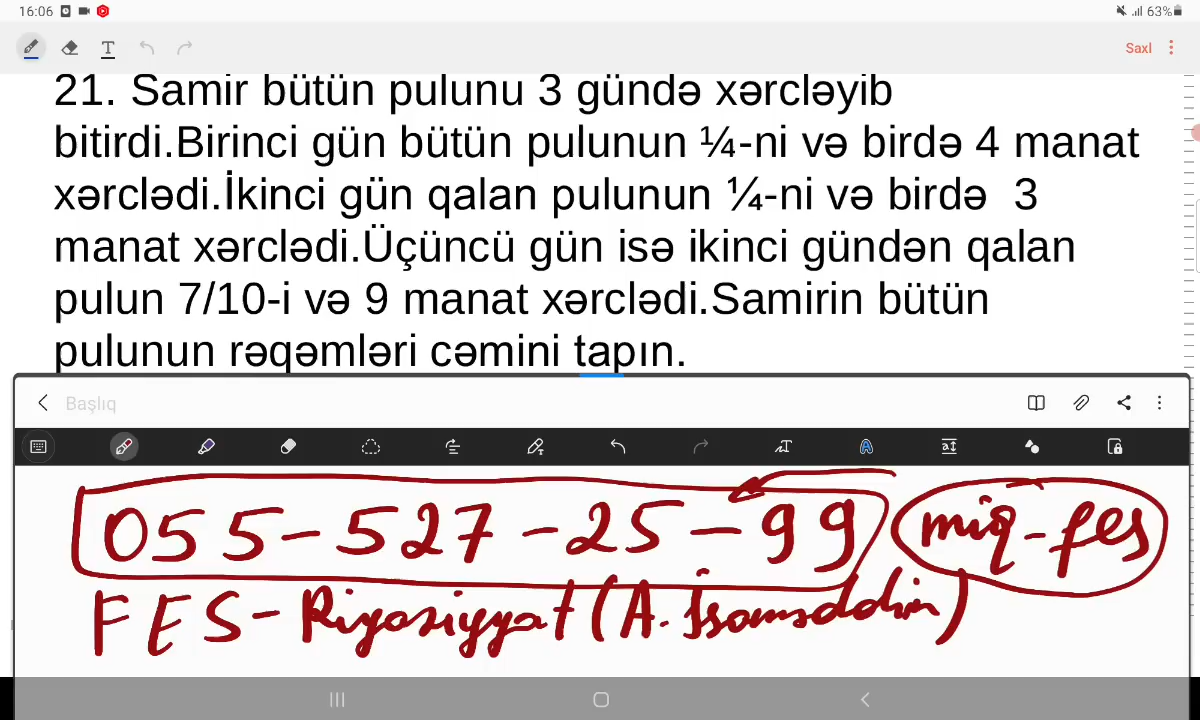 16:06
63%
Saxl
21. Samir bütün pulunu 3 gündə xərcləyib
bitirdi.Birinci gün bütün pulunun ¼-ni və birdə 4 manat
xərclədi.İkinci gün qalan pulunun ¼-ni və birdə 3
manat xərclədi.Üçüncü gün isə ikinci gündən qalan
pulun 7/10-i və 9 manat xərclədi.Samirin bütün
pulunun rəqəmləri cəmini tapın.
Başlıq
055-527-25-99 miq-fes
FES-Riyaziyyat (A. İsaməddin)